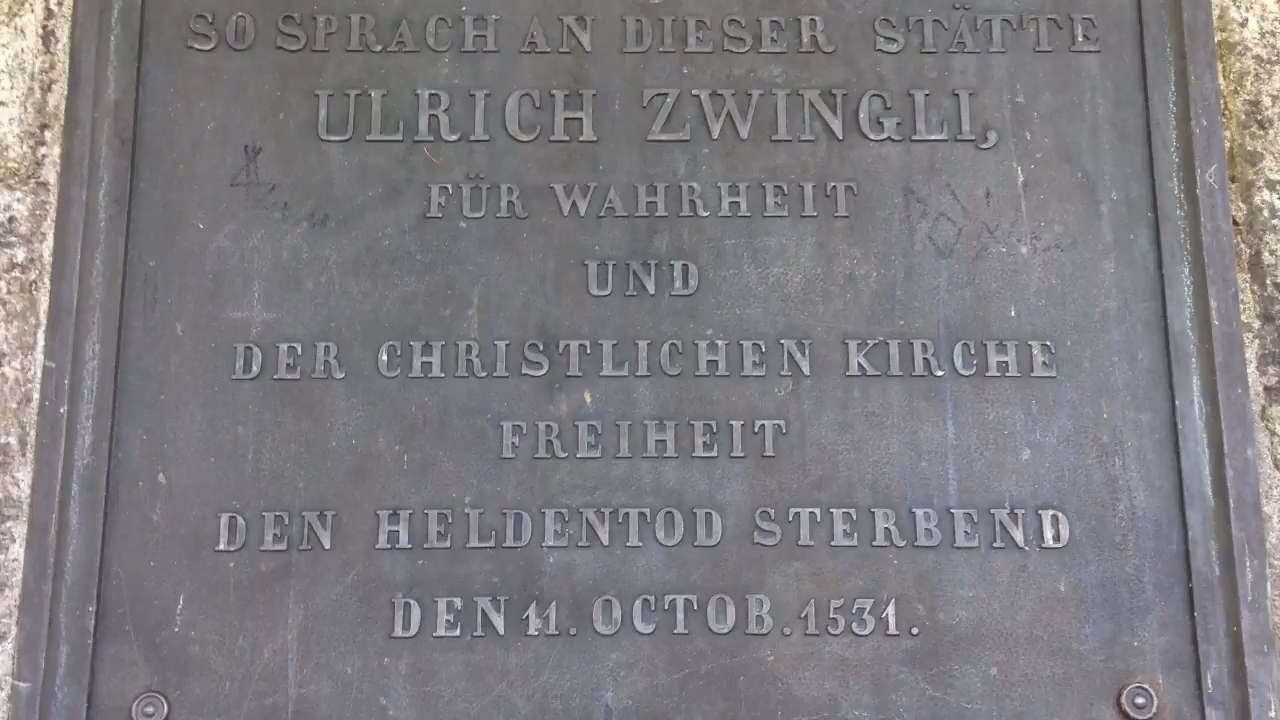 SO SPRACH AN DIESER STÄTTE
ULRICH ZWINGLI,
FÜR WAHRHEIT
UND
DER CHRISTLICHEN KIRCHE
FREIHEIT
DEN HELDENTOD STERBEND
DEN 11. OCTOB. 1531.